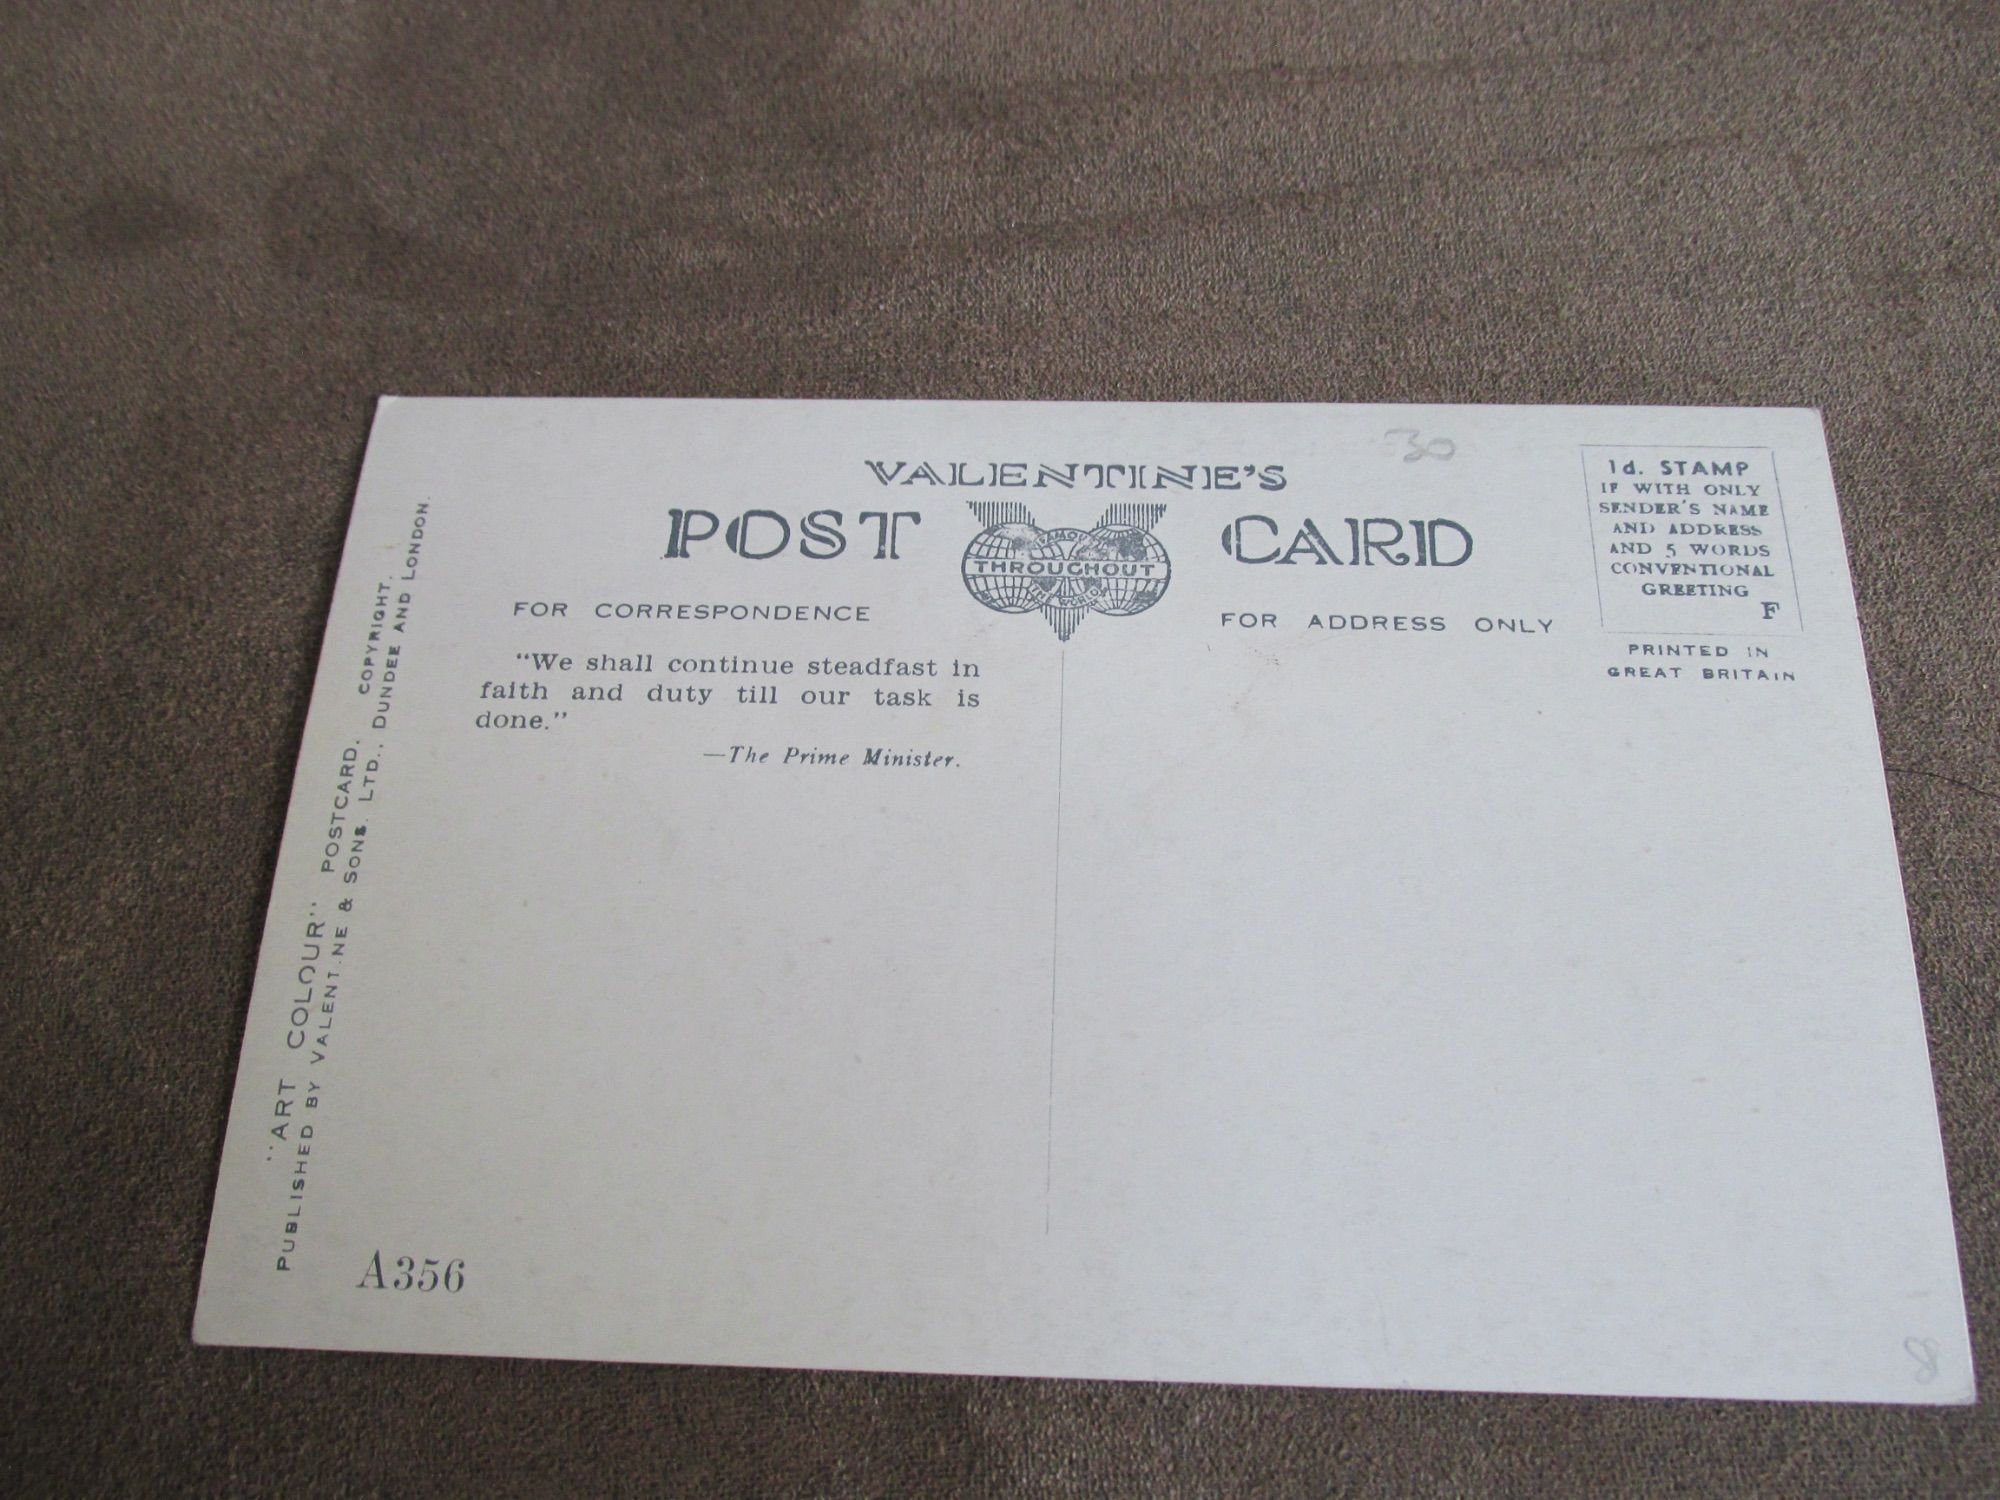 30
VALENTINE'S
POST CARD
FAMOUS
THROUGHOUT
THE WORLD
1d. STAMP
IF WITH ONLY
SENDER'S NAME
AND ADDRESS
AND 5 WORDS
CONVENTIONAL
GREETING
F
PRINTED IN
GREAT BRITAIN
FOR CORRESPONDENCE
FOR ADDRESS ONLY
"We shall continue steadfast in
faith and duty till our task is
done."
—The Prime Minister.
"ART COLOUR" POSTCARD. COPYRIGHT.
PUBLISHED BY VALENTINE & SONS. LTD., DUNDEE AND LONDON.
A356
8